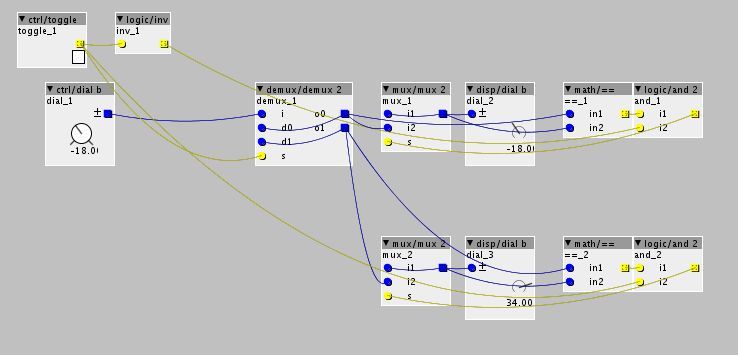 ctrl/toggle
toggle_1
logic/inv
inv_1
ctrl/dial b
dial_1
±
-18.0
demux/demux 2
demux_1
i o0
d0 o1
d1
s
mux/mux 2
mux_1
i1
i2
s
disp/dial b
dial_2
±
-18.0
math/==
==_1
in1
in2
logic/and 2
and_1
i1
i2
mux/mux 2
mux_2
i1
i2
s
disp/dial b
dial_3
±
34.00
math/==
==_2
in1
in2
logic/and 2
and_2
i1
i2